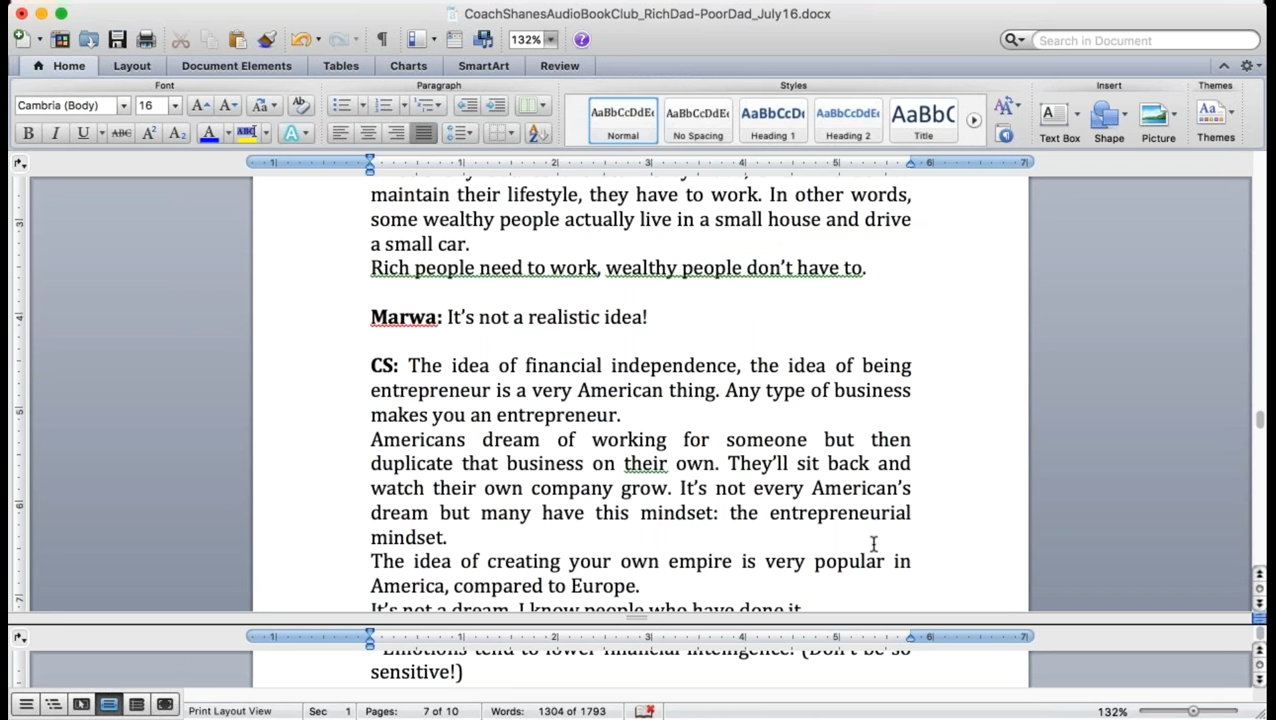 CoachShanesAudioBookClub_RichDad-PoorDad_July16.docx
132%
Search in Document
Home Layout Document Elements Tables Charts SmartArt Review
Font Paragraph Styles Insert Themes
Cambria (Body) 16
AaBbCcDdEe AaBbCcDdEe AaBbCcDı AaBbCcDdEe AaBbC
Normal No Spacing Heading 1 Heading 2 Title
Text Box Shape Picture Themes
maintain their lifestyle, they have to work. In other words,
some wealthy people actually live in a small house and drive
a small car.
Rich people need to work, wealthy people don't have to.
Marwa: It's not a realistic idea!
CS: The idea of financial independence, the idea of being
entrepreneur is a very American thing. Any type of business
makes you an entrepreneur.
Americans dream of working for someone but then
duplicate that business on their own. They'll sit back and
watch their own company grow. It's not every American's
dream but many have this mindset: the entrepreneurial
mindset.
The idea of creating your own empire is very popular in
America, compared to Europe.
It's not a dream. I know people who have done it.
Emotions tend to lower financial intelligence! (Don't be so
sensitive!)
Print Layout View Sec 1 Pages: 7 of 10 Words: 1304 of 1793 132%